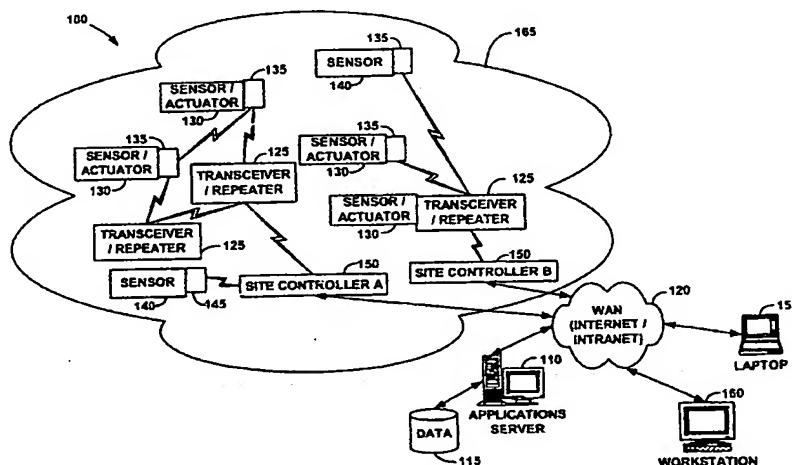 100
165
135
SENSOR
140
135
SENSOR /
ACTUATOR
130
135
SENSOR /
ACTUATOR
130
125
TRANSCEIVER
/ REPEATER
TRANSCEIVER
/ REPEATER
125
135
SENSOR /
ACTUATOR
130
SENSOR /
ACTUATOR
130
125
TRANSCEIVER
/ REPEATER
150
SITE CONTROLLER B
SENSOR
140
145
150
SITE CONTROLLER A
120
WAN
(INTERNET /
INTRANET)
15
LAPTOP
110
APPLICATIONS
SERVER
DATA
115
160
WORKSTATION